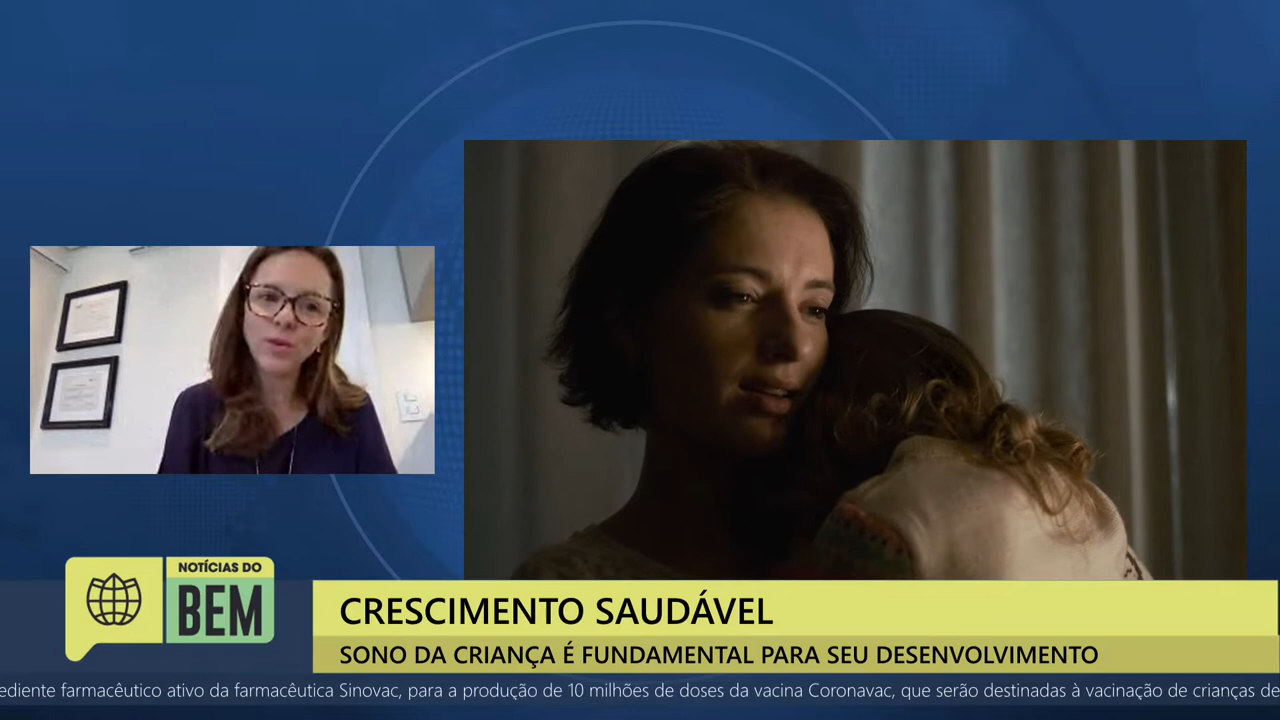 NOTÍCIAS DO
BEM
CRESCIMENTO SAUDÁVEL
SONO DA CRIANÇA É FUNDAMENTAL PARA SEU DESENVOLVIMENTO
ediente farmacêutico ativo da farmacêutica Sinovac, para a produção de 10 milhões de doses da vacina Coronavac, que serão destinadas à vacinação de crianças de